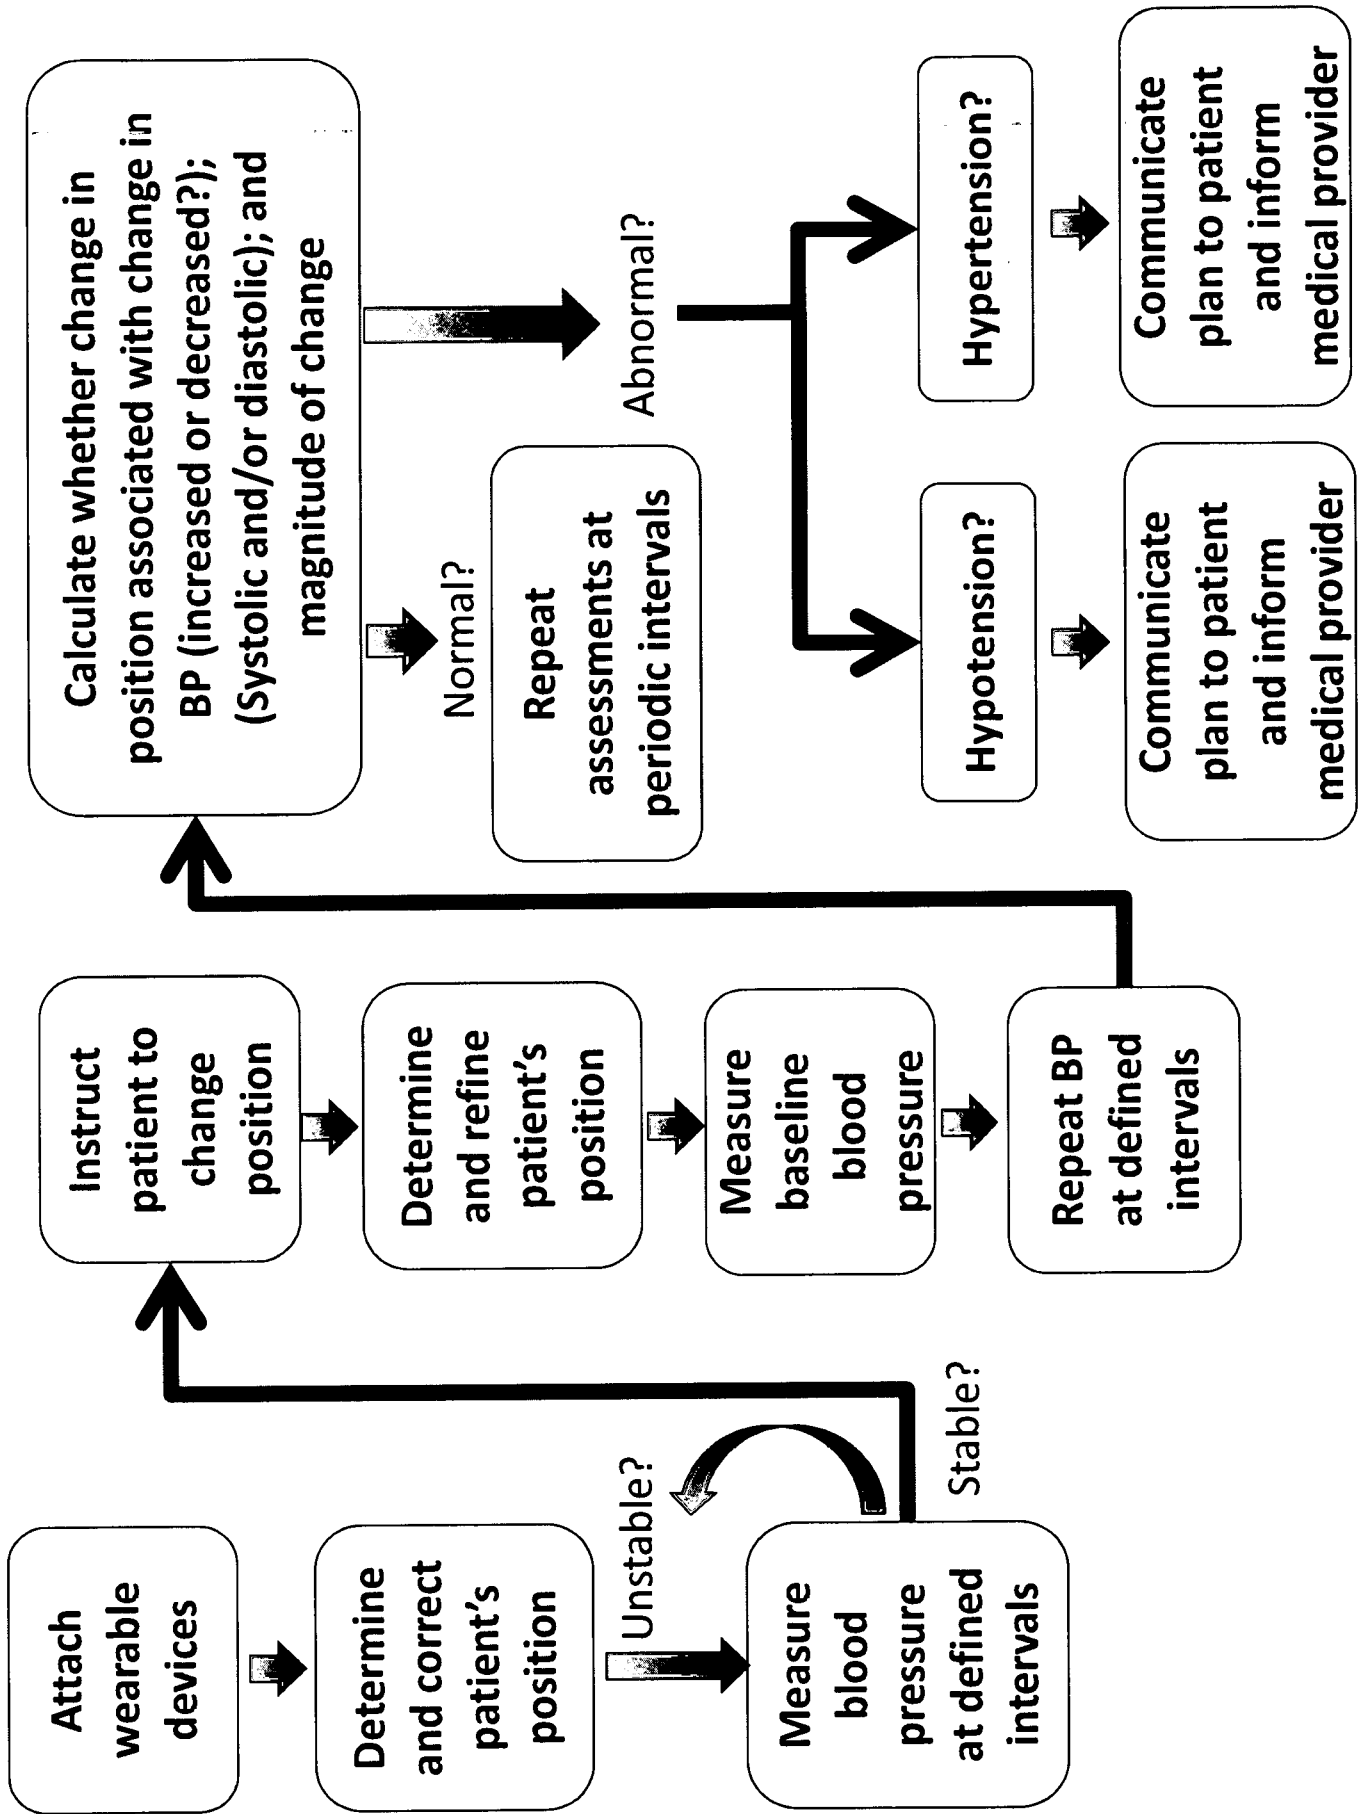 Attach
wearable
devices
Determine
and correct
patient's
position
Unstable?
Measure
blood
pressure
at defined
intervals
Stable?
Instruct
patient to
change
position
Determine
and refine
patient's
position
Measure
baseline
blood
pressure
Repeat BP
at defined
intervals
Calculate whether change in
position associated with change in
BP (increased or decreased?);
(Systolic and/or diastolic); and
magnitude of change
Normal?
Repeat
assessments at
periodic intervals
Abnormal?
Hypotension?
Communicate
plan to patient
and inform
medical provider
Hypertension?
Communicate
plan to patient
and inform
medical provider